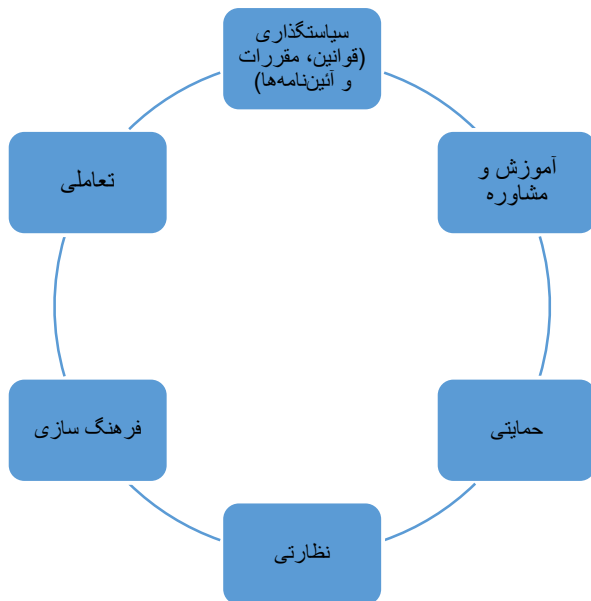 سیاستگذاری
(قوانین، مقررات
و آئین‌نامه‌ها)
آموزش و
مشاوره
حمایتی
نظارتی
فرهنگ سازی
تعاملی